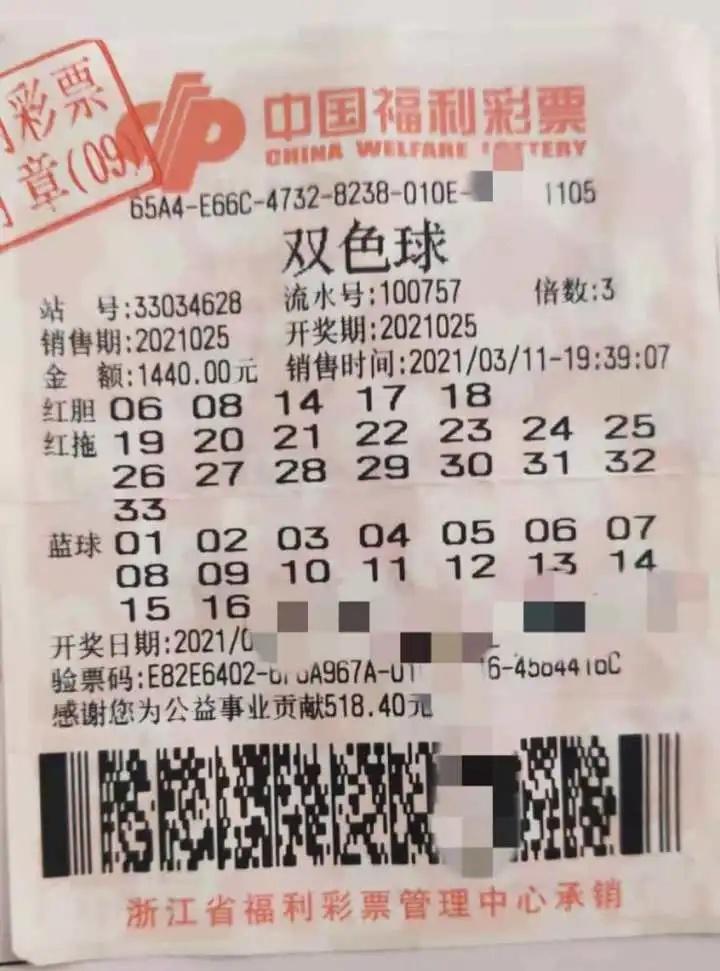 彩票
章(09)
中国福利彩票
CHINA WELFARE LOTTERY
65A4-E66C-4732-8238-010E- 1105
双色球
站 号:33034628 流水号:100757 倍数:3
销售期:2021025 开奖期:2021025
金 额:1440.00元 销售时间:2021/03/11-19:39:07
红胆 06 08 14 17 18
红拖 19 20 21 22 23 24 25
26 27 28 29 30 31 32
33
蓝球 01 02 03 04 05 06 07
08 09 10 11 12 13 14
15 16
开奖日期:2021/0
验票码:E82E6402- A967A-01
感谢您为公益事业贡献518.40元
浙江省福利彩票管理中心承销